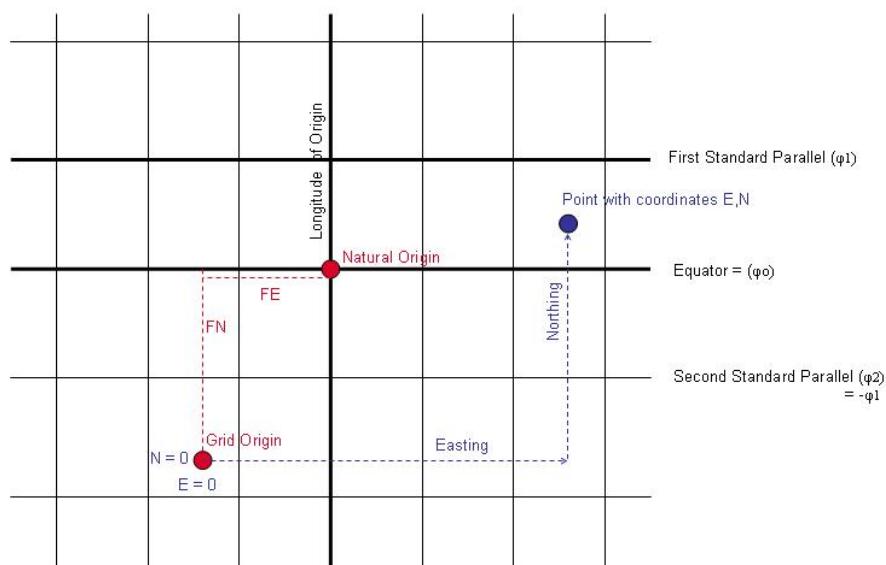 Longitude of Origin
First Standard Parallel (φ1)
Point with coordinates E,N
Natural Origin
Equator = (φo)
FE
FN
Northing
Second Standard Parallel (φ2)
= -φ1
Grid Origin
Easting
N = 0
E = 0